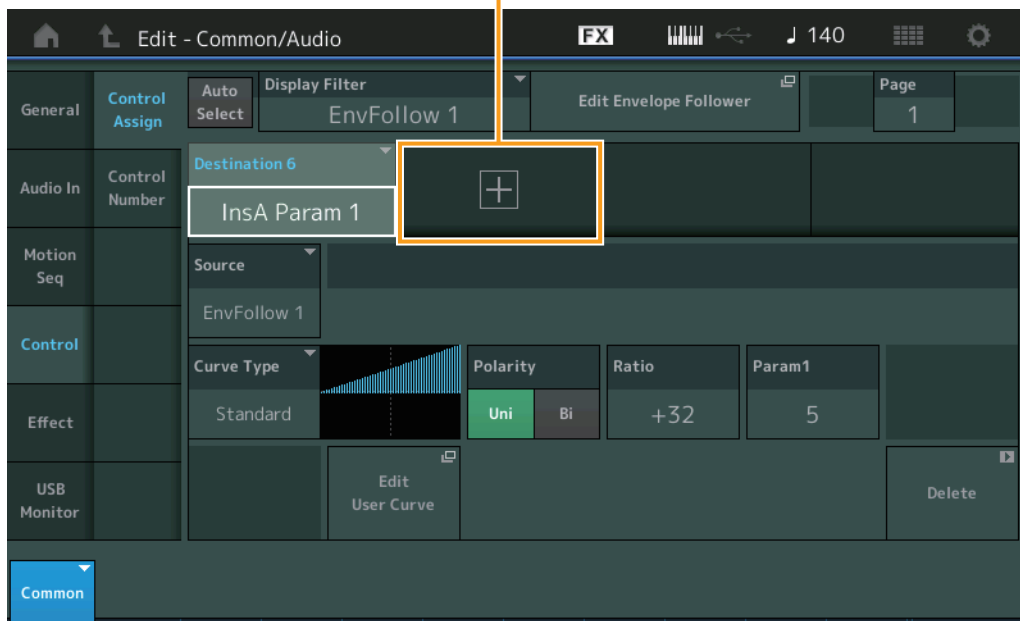 Edit - Common/Audio
FX
♩ 140
General
Control
Assign
Auto
Select
Display Filter
EnvFollow 1
Edit Envelope Follower
Page
1
Audio In
Control
Number
Destination 6
InsA Param 1
Motion
Seq
Source
EnvFollow 1
Control
Curve Type
Standard
Polarity
Uni
Bi
Ratio
+32
Param1
5
Effect
USB
Monitor
Edit
User Curve
Delete
Common